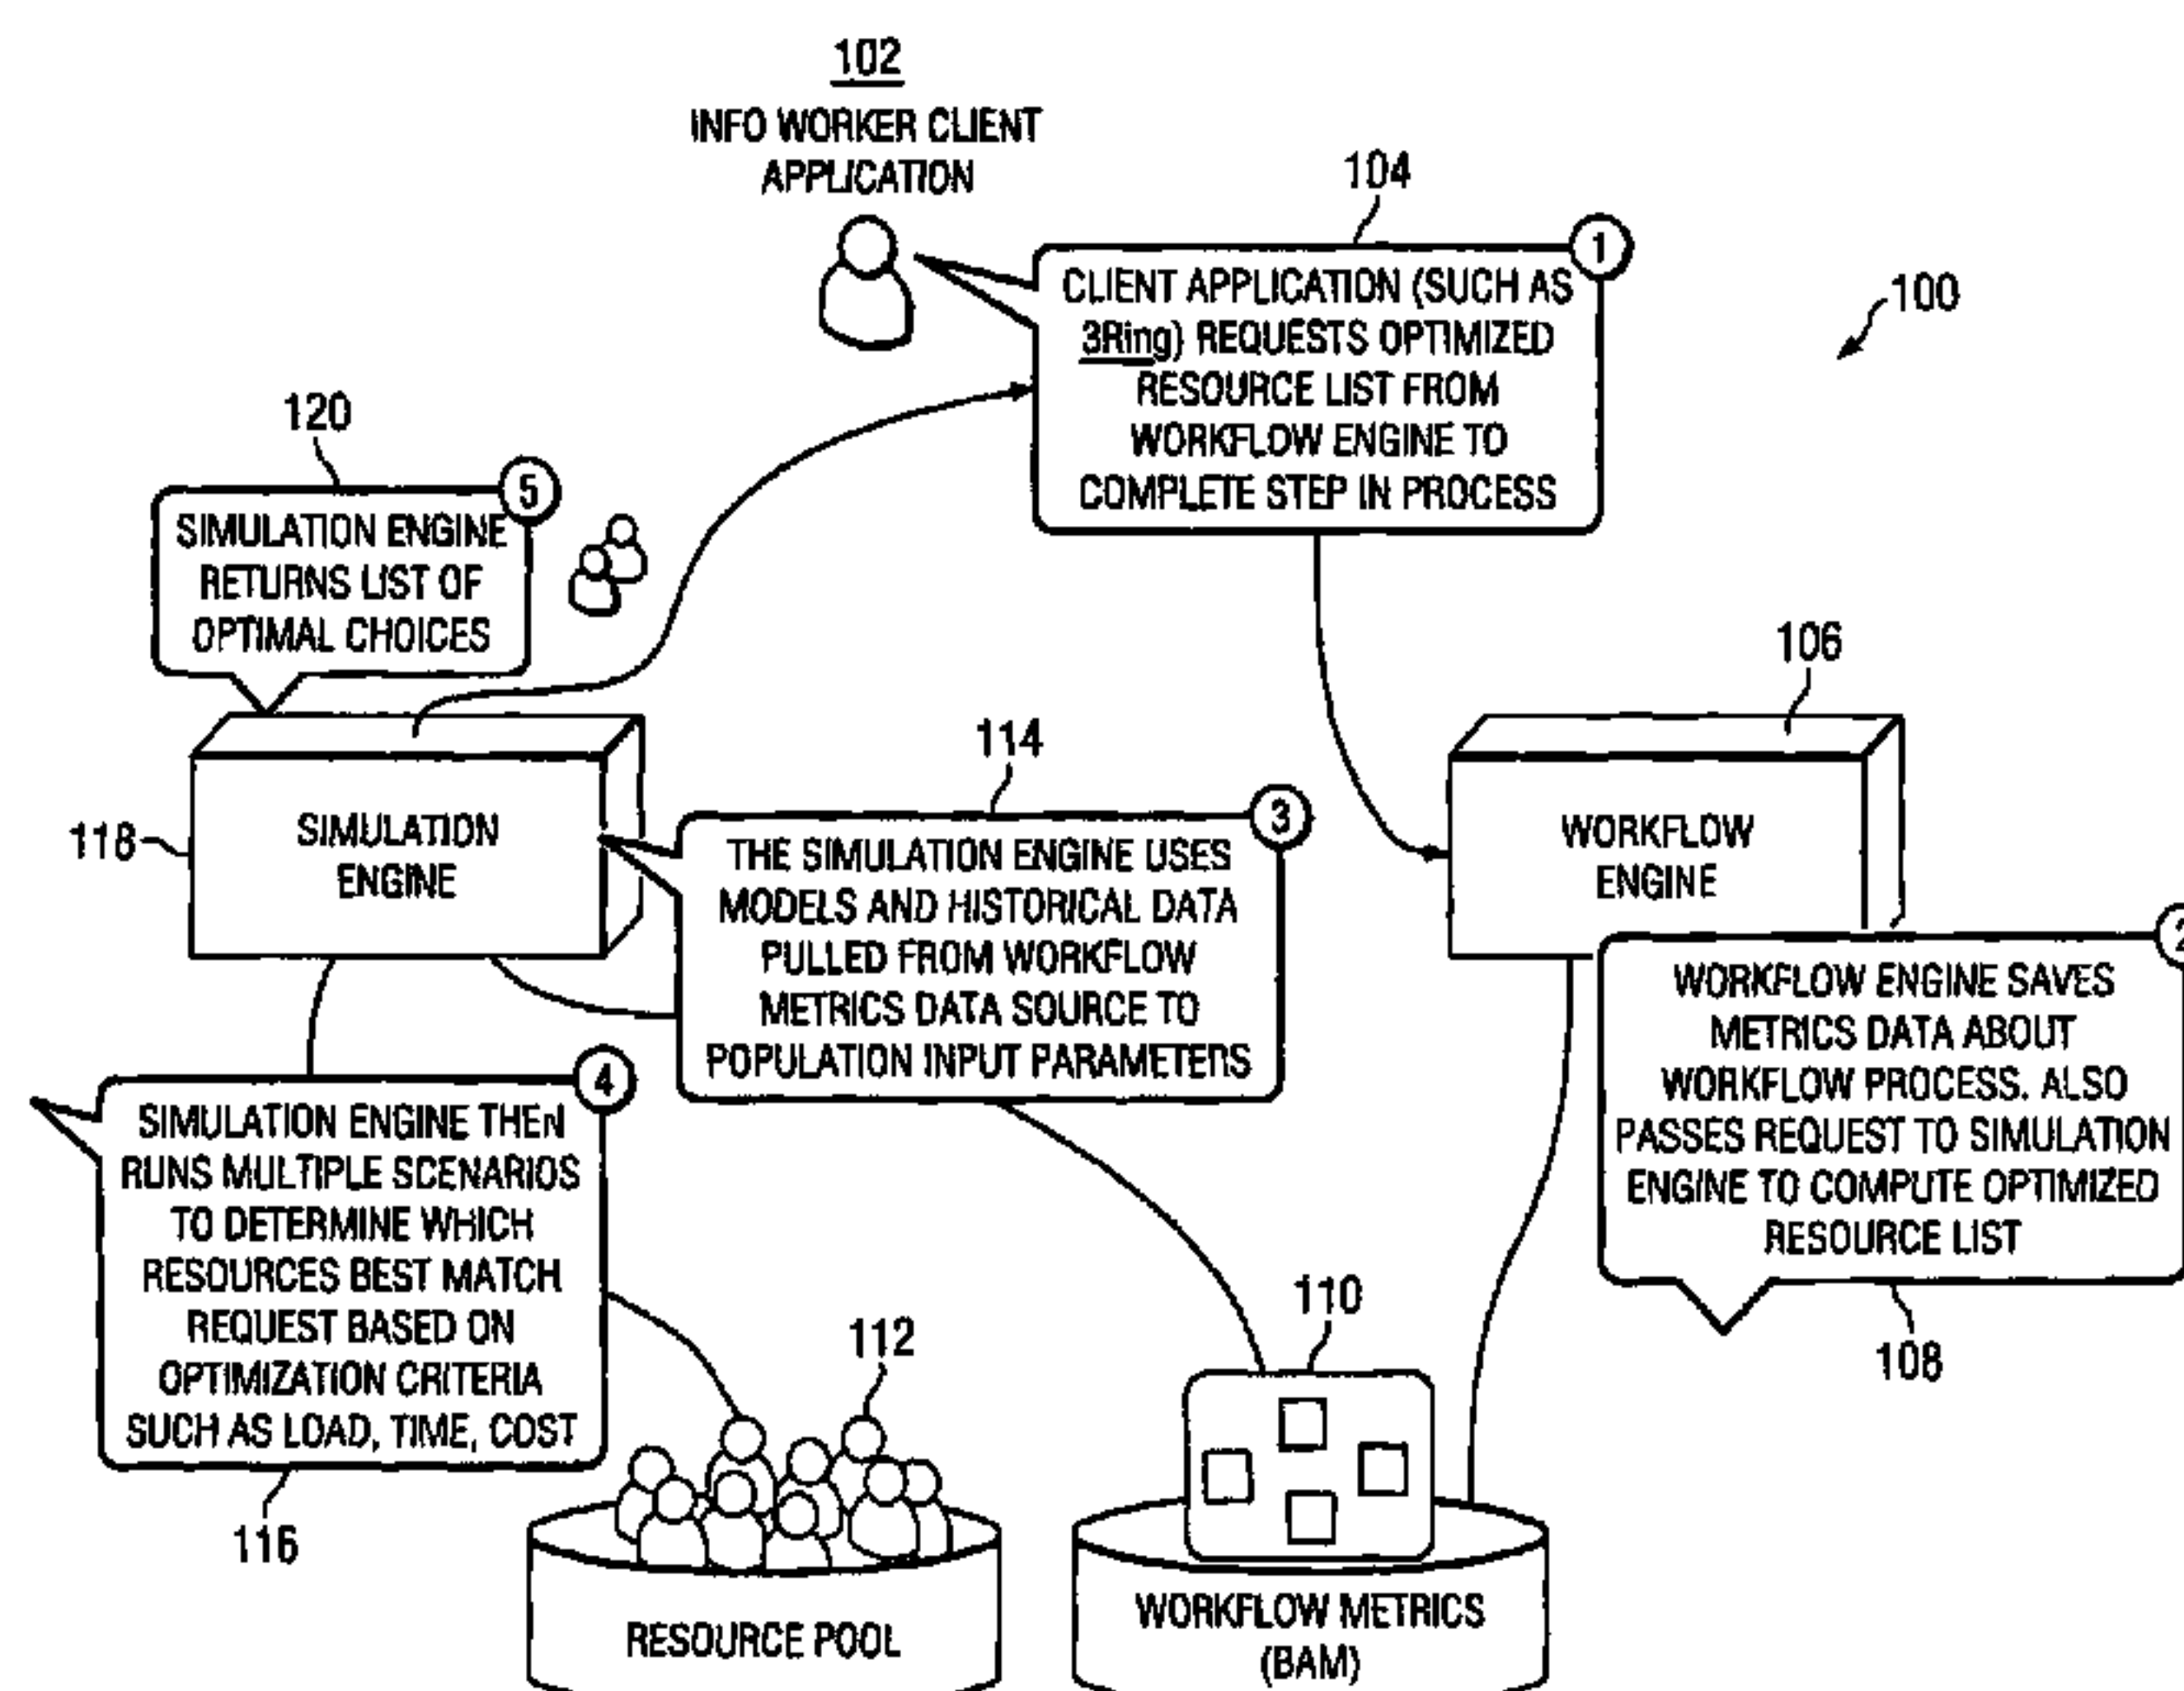 102
INFO WORKER CLIENT
APPLICATION
104
1
CLIENT APPLICATION (SUCH AS
3Ring) REQUESTS OPTIMIZED
RESOURCE LIST FROM
WORKFLOW ENGINE TO
COMPLETE STEP IN PROCESS
100
120
5
SIMULATION ENGINE
RETURNS LIST OF
OPTIMAL CHOICES
106
WORKFLOW
ENGINE
118
SIMULATION
ENGINE
114
3
THE SIMULATION ENGINE USES
MODELS AND HISTORICAL DATA
PULLED FROM WORKFLOW
METRICS DATA SOURCE TO
POPULATION INPUT PARAMETERS
2
WORKFLOW ENGINE SAVES
METRICS DATA ABOUT
WORKFLOW PROCESS. ALSO
PASSES REQUEST TO SIMULATION
ENGINE TO COMPUTE OPTIMIZED
RESOURCE LIST
108
4
SIMULATION ENGINE THEN
RUNS MULTIPLE SCENARIOS
TO DETERMINE WHICH
RESOURCES BEST MATCH
REQUEST BASED ON
OPTIMIZATION CRITERIA
SUCH AS LOAD, TIME, COST
116
112
RESOURCE POOL
110
WORKFLOW METRICS
(BAM)